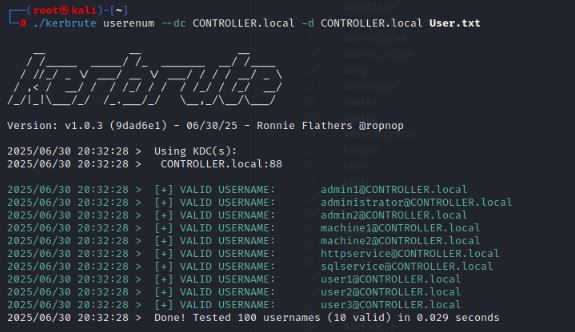 ┌──(root㉿kali)-[~]
└─# ./kerbrute userenum --dc CONTROLLER.local -d CONTROLLER.local User.txt
Version: v1.0.3 (9dad6e1) - 06/30/25 - Ronnie Flathers @ropnop
2025/06/30 20:32:28 >  Using KDC(s):
2025/06/30 20:32:28 >   CONTROLLER.local:88
2025/06/30 20:32:28 >  [+] VALID USERNAME:       admin1@CONTROLLER.local
2025/06/30 20:32:28 >  [+] VALID USERNAME:       administrator@CONTROLLER.local
2025/06/30 20:32:28 >  [+] VALID USERNAME:       admin2@CONTROLLER.local
2025/06/30 20:32:28 >  [+] VALID USERNAME:       machine1@CONTROLLER.local
2025/06/30 20:32:28 >  [+] VALID USERNAME:       machine2@CONTROLLER.local
2025/06/30 20:32:28 >  [+] VALID USERNAME:       httpservice@CONTROLLER.local
2025/06/30 20:32:28 >  [+] VALID USERNAME:       sqlservice@CONTROLLER.local
2025/06/30 20:32:28 >  [+] VALID USERNAME:       user1@CONTROLLER.local
2025/06/30 20:32:28 >  [+] VALID USERNAME:       user2@CONTROLLER.local
2025/06/30 20:32:28 >  [+] VALID USERNAME:       user3@CONTROLLER.local
2025/06/30 20:32:28 >  Done! Tested 100 usernames (10 valid) in 0.029 seconds